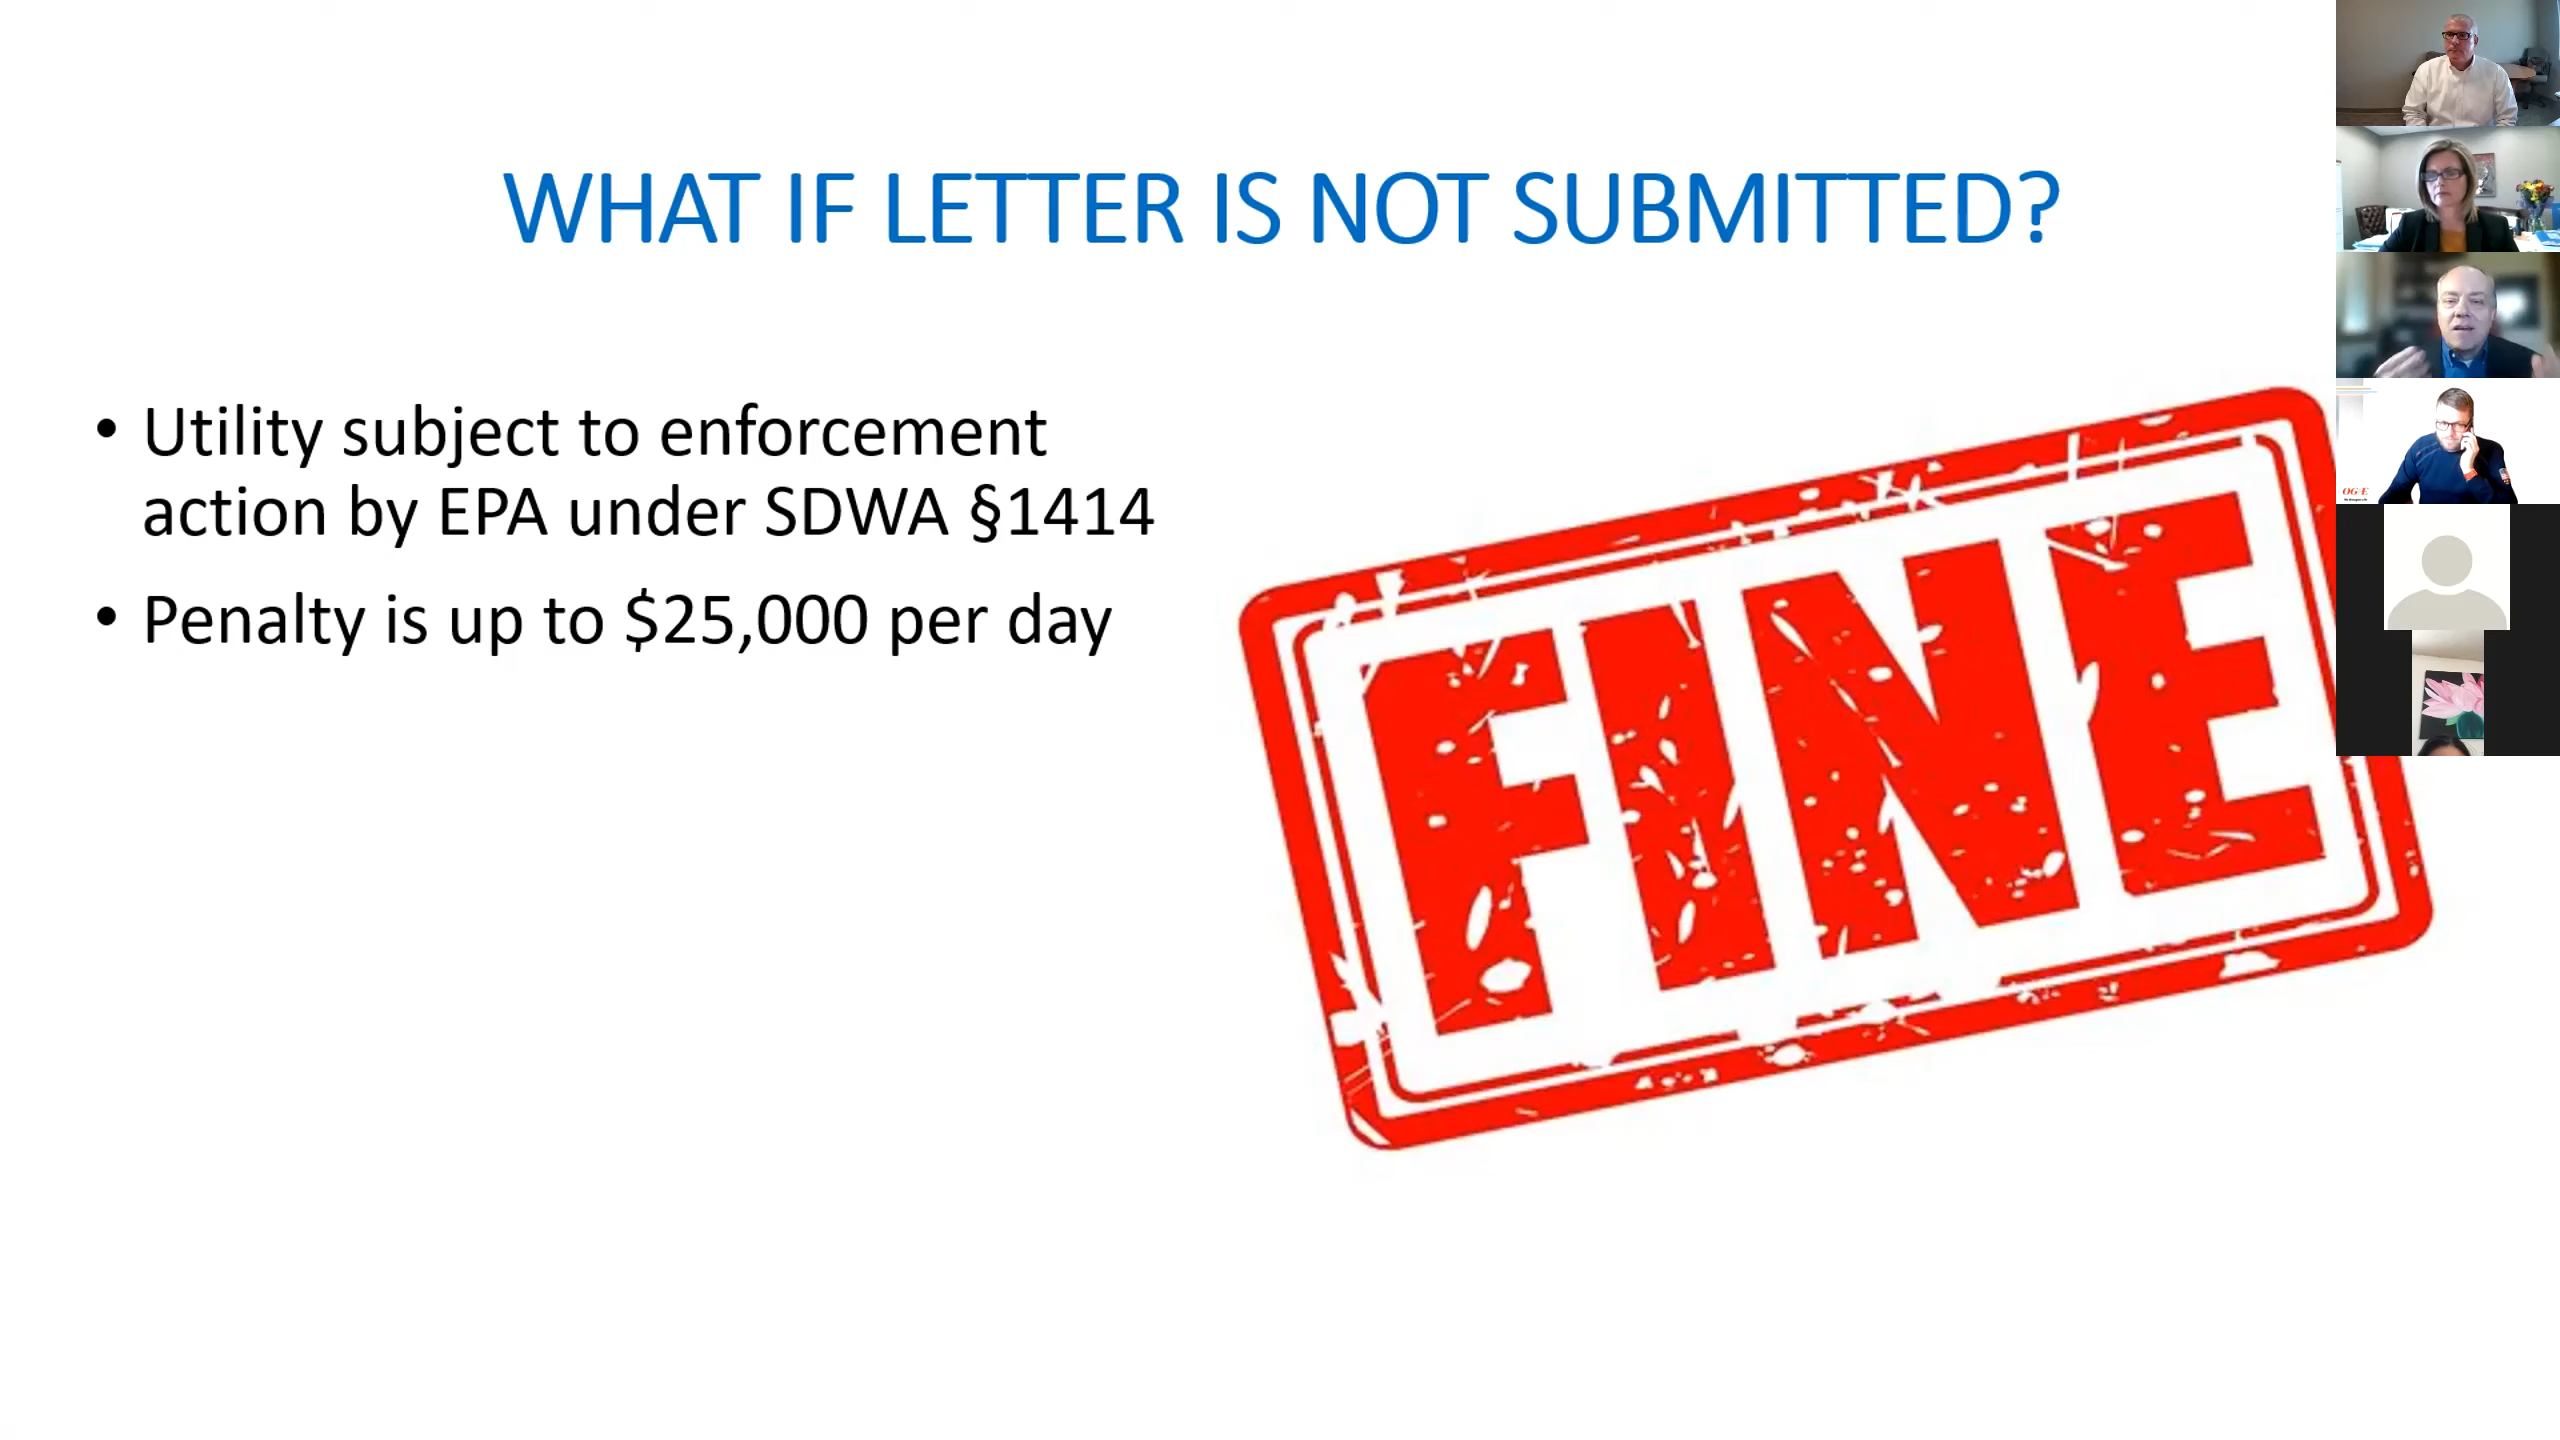 WHAT IF LETTER IS NOT SUBMITTED?
• Utility subject to enforcement
action by EPA under SDWA §1414
• Penalty is up to $25,000 per day
FINE
OG&E